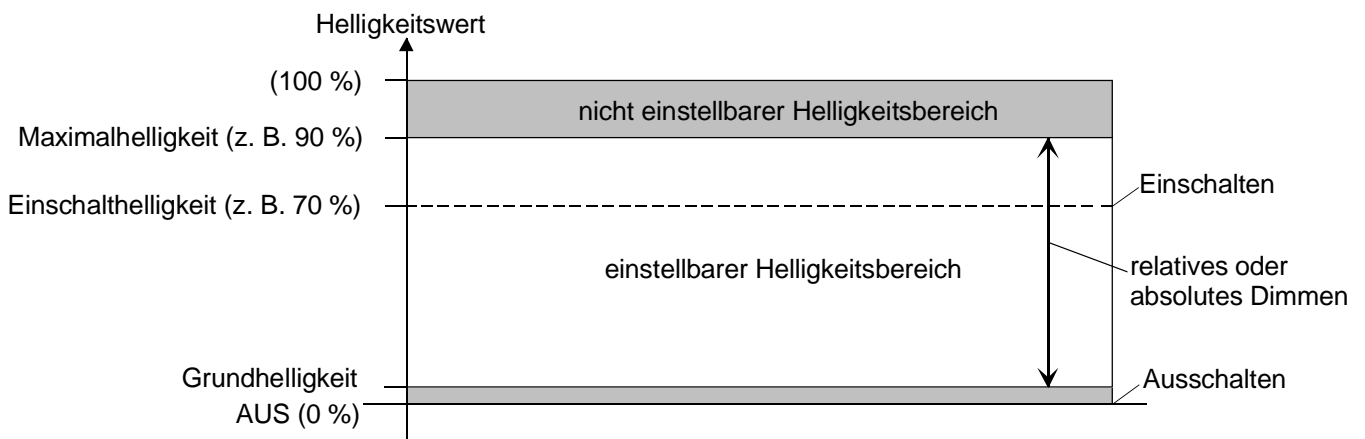 Helligkeitswert
(100 %)
nicht einstellbarer Helligkeitsbereich
Maximalhelligkeit (z. B. 90 %)
Einschalten
Einschalthelligkeit (z. B. 70 %)
einstellbarer Helligkeitsbereich
relatives oder
absolutes Dimmen
Grundhelligkeit
Ausschalten
AUS (0 %)